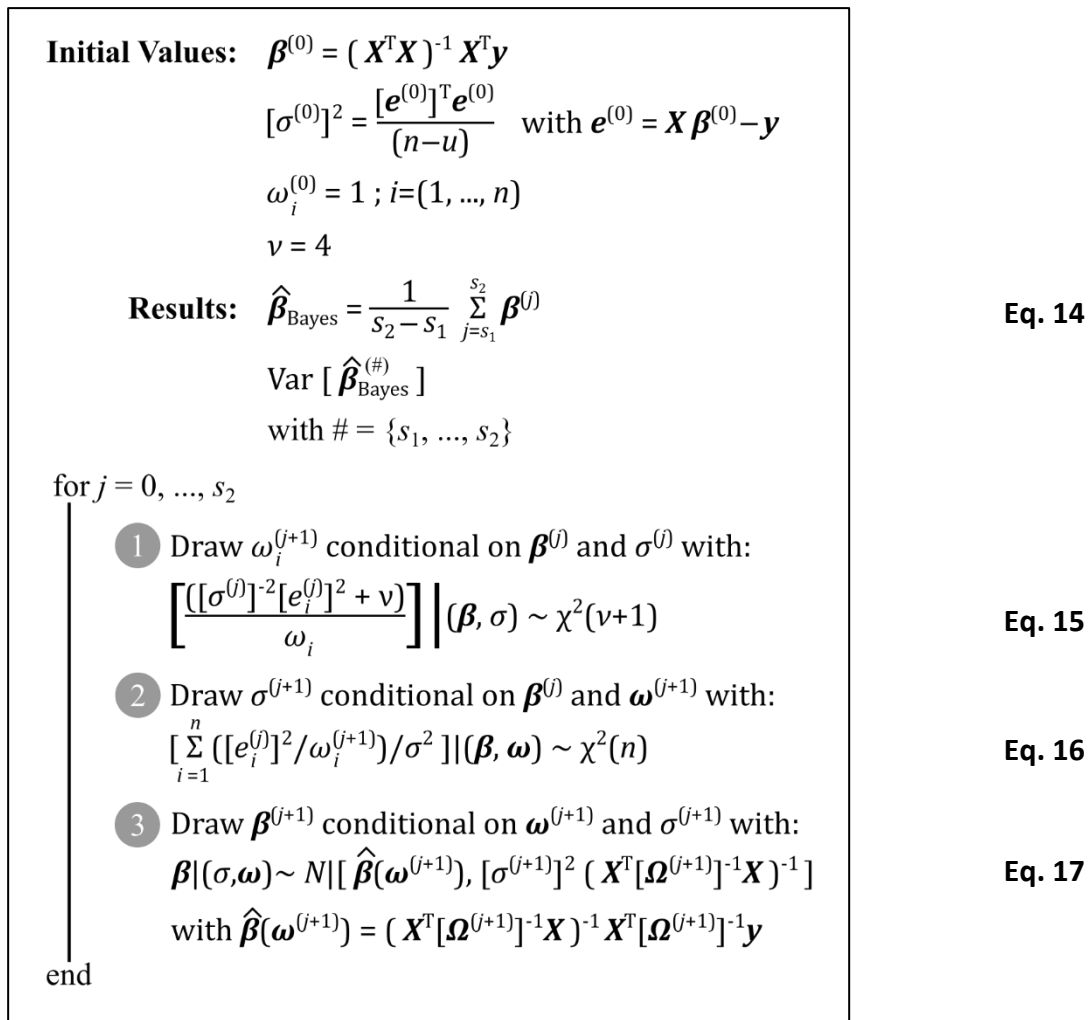 Initial Values: β^(0) = ( X^T X )^-1 X^T y
[σ^(0)]^2 = [e^(0)]^T e^(0) / (n−u) with e^(0) = X β^(0) − y
ω_i^(0) = 1 ; i=(1, ..., n)
ν = 4
Results: β̂_Bayes = 1 / (s_2 − s_1) Σ_{j=s_1}^{s_2} β^(j) Eq. 14
Var [ β̂_Bayes^(#) ]
with # = {s_1, ..., s_2}
for j = 0, ..., s_2
1 Draw ω_i^(j+1) conditional on β^(j) and σ^(j) with:
[ ([σ^(j)]^-2 [e_i^(j)]^2 + ν) / ω_i ] | (β, σ) ~ χ^2(ν+1) Eq. 15
2 Draw σ^(j+1) conditional on β^(j) and ω^(j+1) with:
[ Σ_{i=1}^{n} ([e_i^(j)]^2/ω_i^(j+1))/σ^2 ]|(β, ω) ~ χ^2(n) Eq. 16
3 Draw β^(j+1) conditional on ω^(j+1) and σ^(j+1) with:
β|(σ,ω)~ N|[ β̂(ω^(j+1)), [σ^(j+1)]^2 ( X^T[Ω^(j+1)]^-1 X )^-1 ] Eq. 17
with β̂(ω^(j+1)) = ( X^T[Ω^(j+1)]^-1 X )^-1 X^T[Ω^(j+1)]^-1 y
end